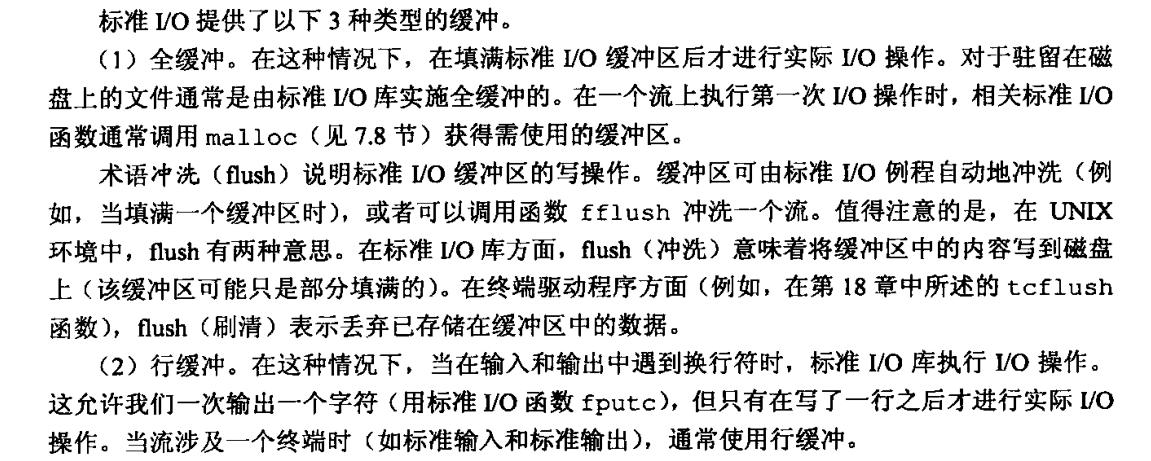 标准 I/O 提供了以下 3 种类型的缓冲。
（1）全缓冲。在这种情况下，在填满标准 I/O 缓冲区后才进行实际 I/O 操作。对于驻留在磁
盘上的文件通常是由标准 I/O 库实施全缓冲的。在一个流上执行第一次 I/O 操作时，相关标准 I/O
函数通常调用 malloc（见 7.8 节）获得需使用的缓冲区。
术语冲洗（flush）说明标准 I/O 缓冲区的写操作。缓冲区可由标准 I/O 例程自动地冲洗（例
如，当填满一个缓冲区时），或者可以调用函数 fflush 冲洗一个流。值得注意的是，在 UNIX
环境中，flush 有两种意思。在标准 I/O 库方面，flush（冲洗）意味着将缓冲区中的内容写到磁盘
上（该缓冲区可能只是部分填满的）。在终端驱动程序方面（例如，在第 18 章中所述的 tcflush
函数），flush（刷清）表示丢弃已存储在缓冲区中的数据。
（2）行缓冲。在这种情况下，当在输入和输出中遇到换行符时，标准 I/O 库执行 I/O 操作。
这允许我们一次输出一个字符（用标准 I/O 函数 fputc），但只有在写了一行之后才进行实际 I/O
操作。当流涉及一个终端时（如标准输入和标准输出），通常使用行缓冲。